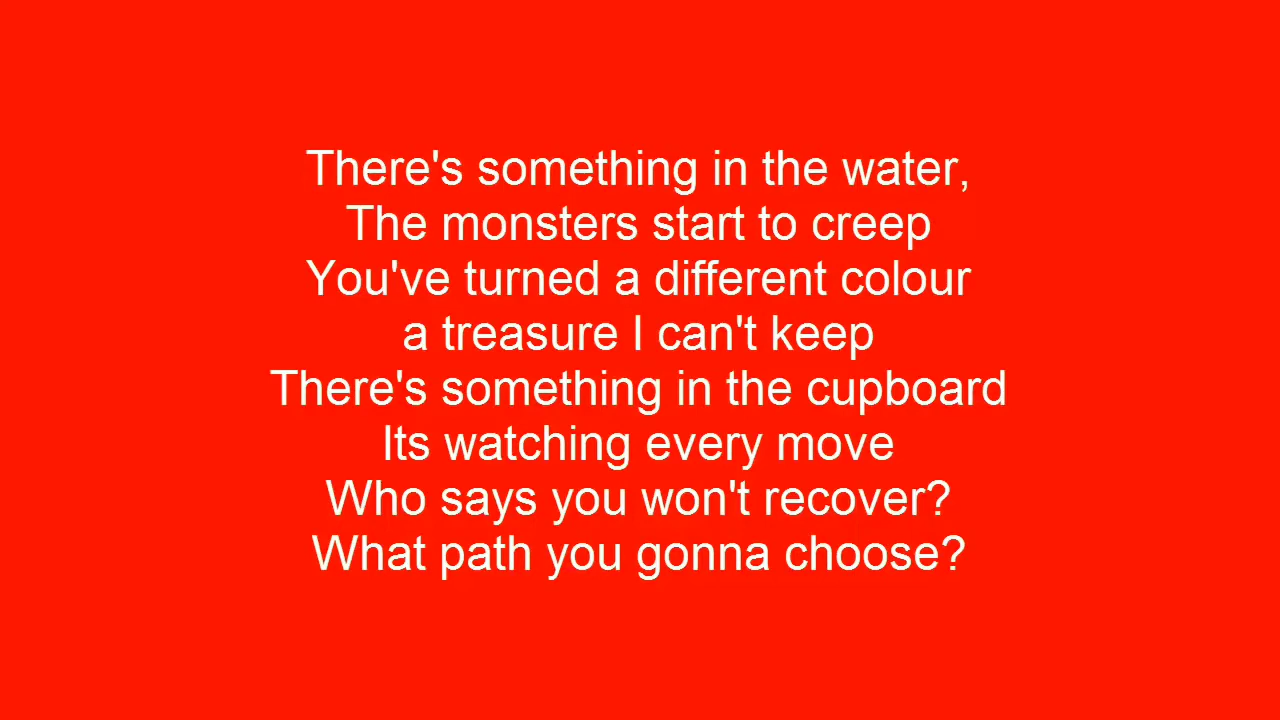 There's something in the water,
The monsters start to creep
You've turned a different colour
a treasure I can't keep
There's something in the cupboard
Its watching every move
Who says you won't recover?
What path you gonna choose?